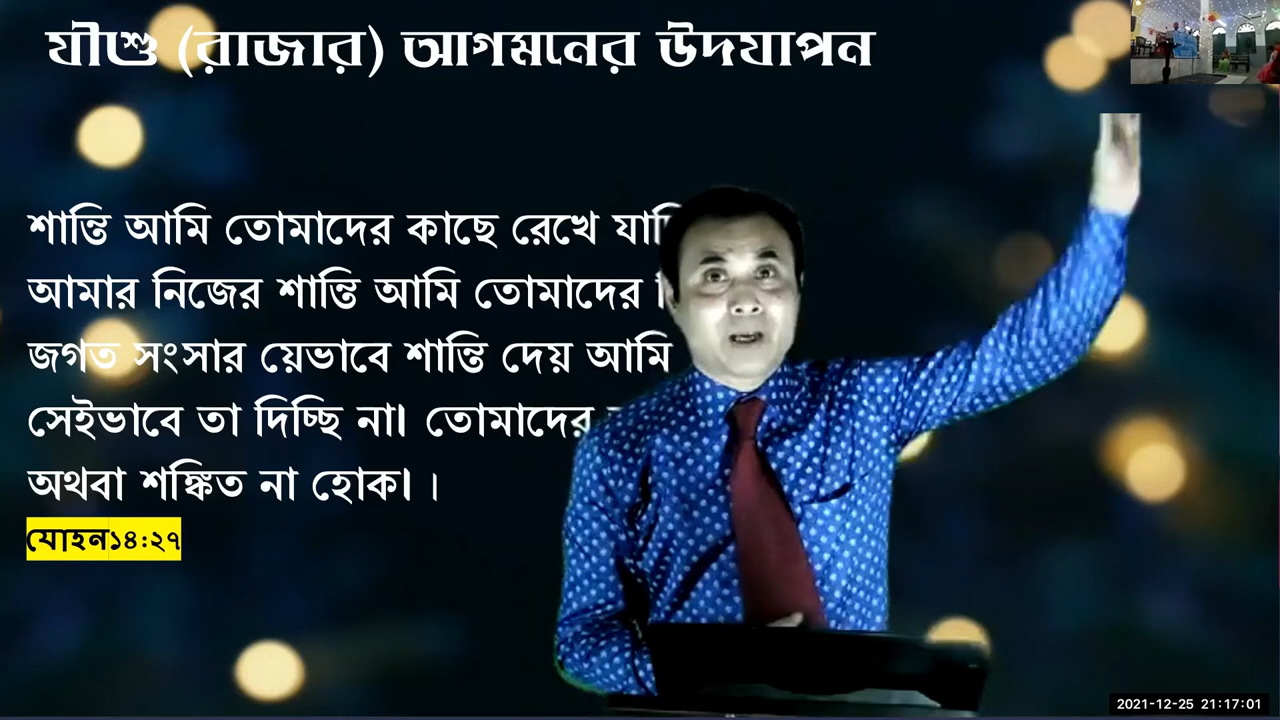 যীশু (রাজার) আগমনের উদযাপন
শান্তি আমি তোমাদের কাছে রেখে
আমার নিজের শান্তি আমি তোমাদের
জগত সংসার য়েভাবে শান্তি দেয় আমি
সেইভাবে তা দিচ্ছি না৷ তোমাদের
অথবা শঙ্কিত না হোক৷ ।
যোহন১৪:২৭
2021-12-25 21:17:01